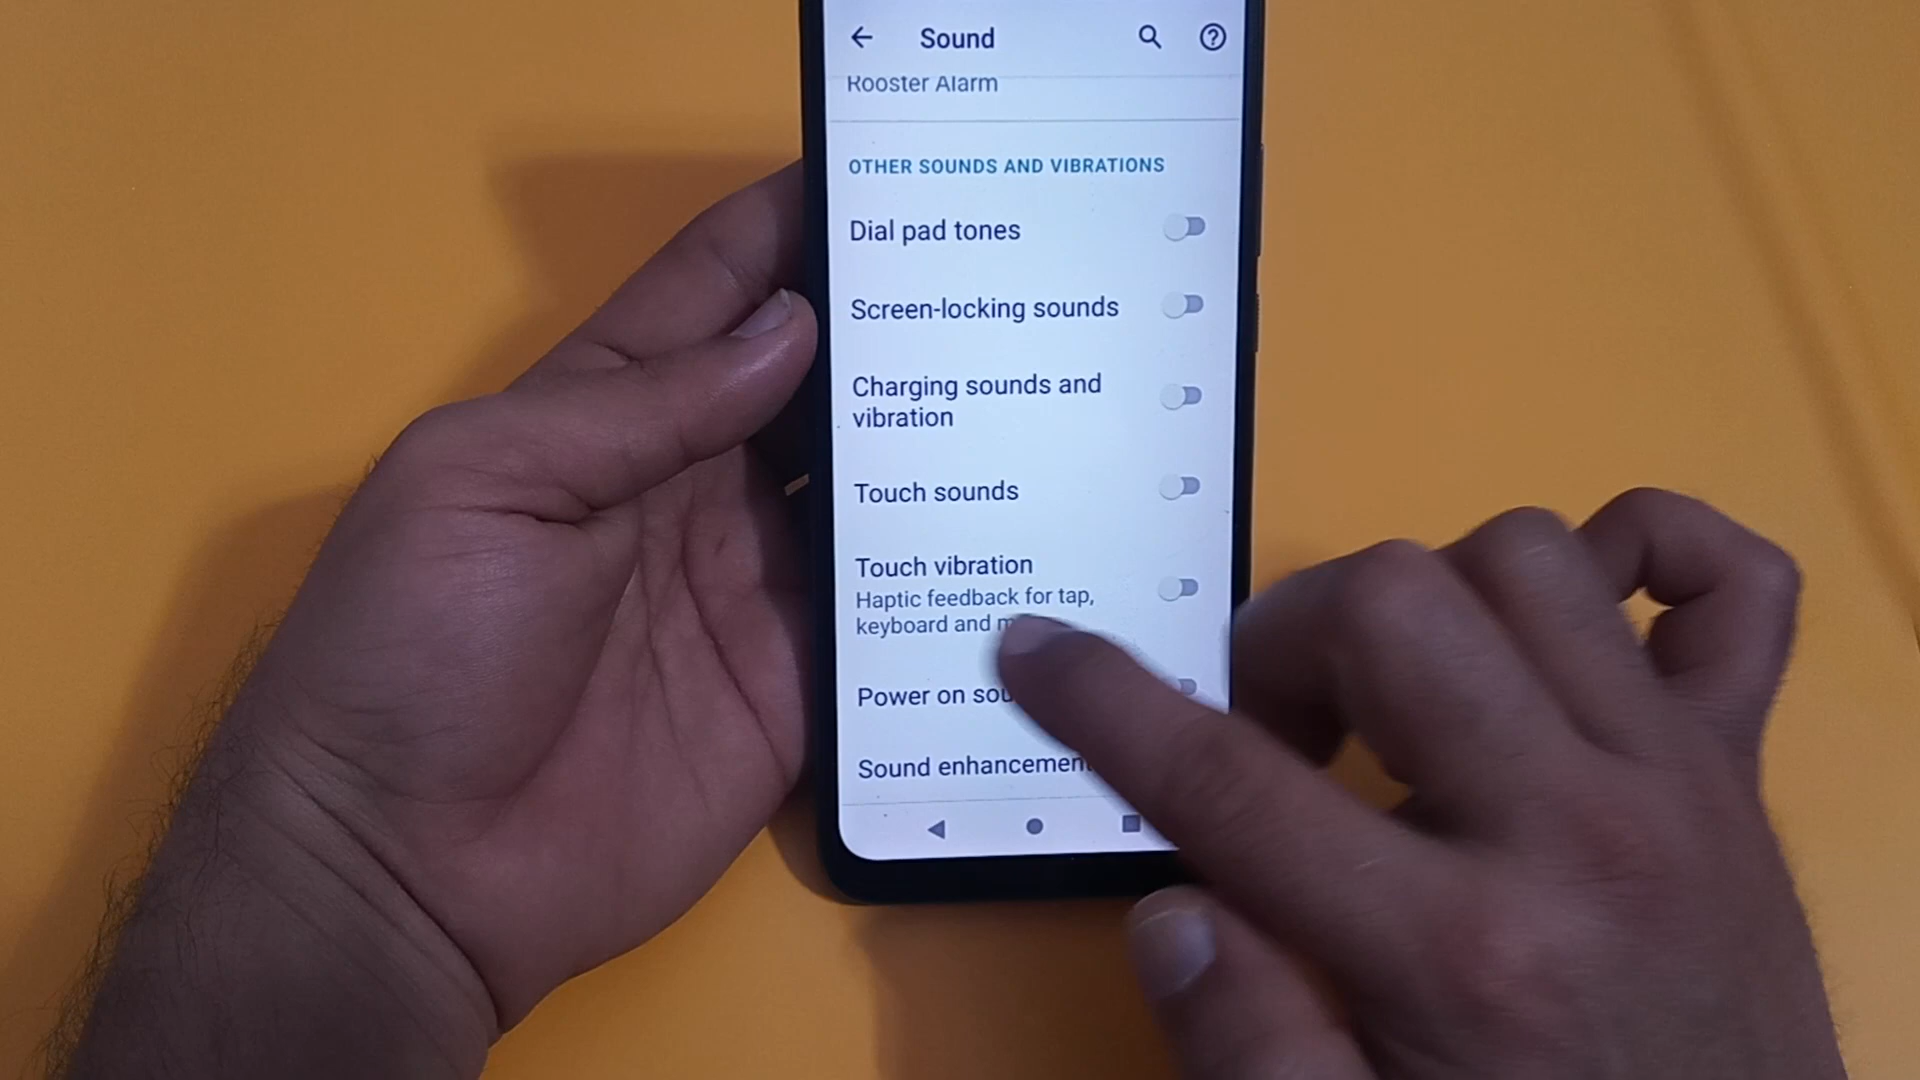 Sound
Rooster Alarm
OTHER SOUNDS AND VIBRATIONS
Dial pad tones
Screen-locking sounds
Charging sounds and
vibration
Touch sounds
Touch vibration
Haptic feedback for tap,
keyboard and
Power on
Sound